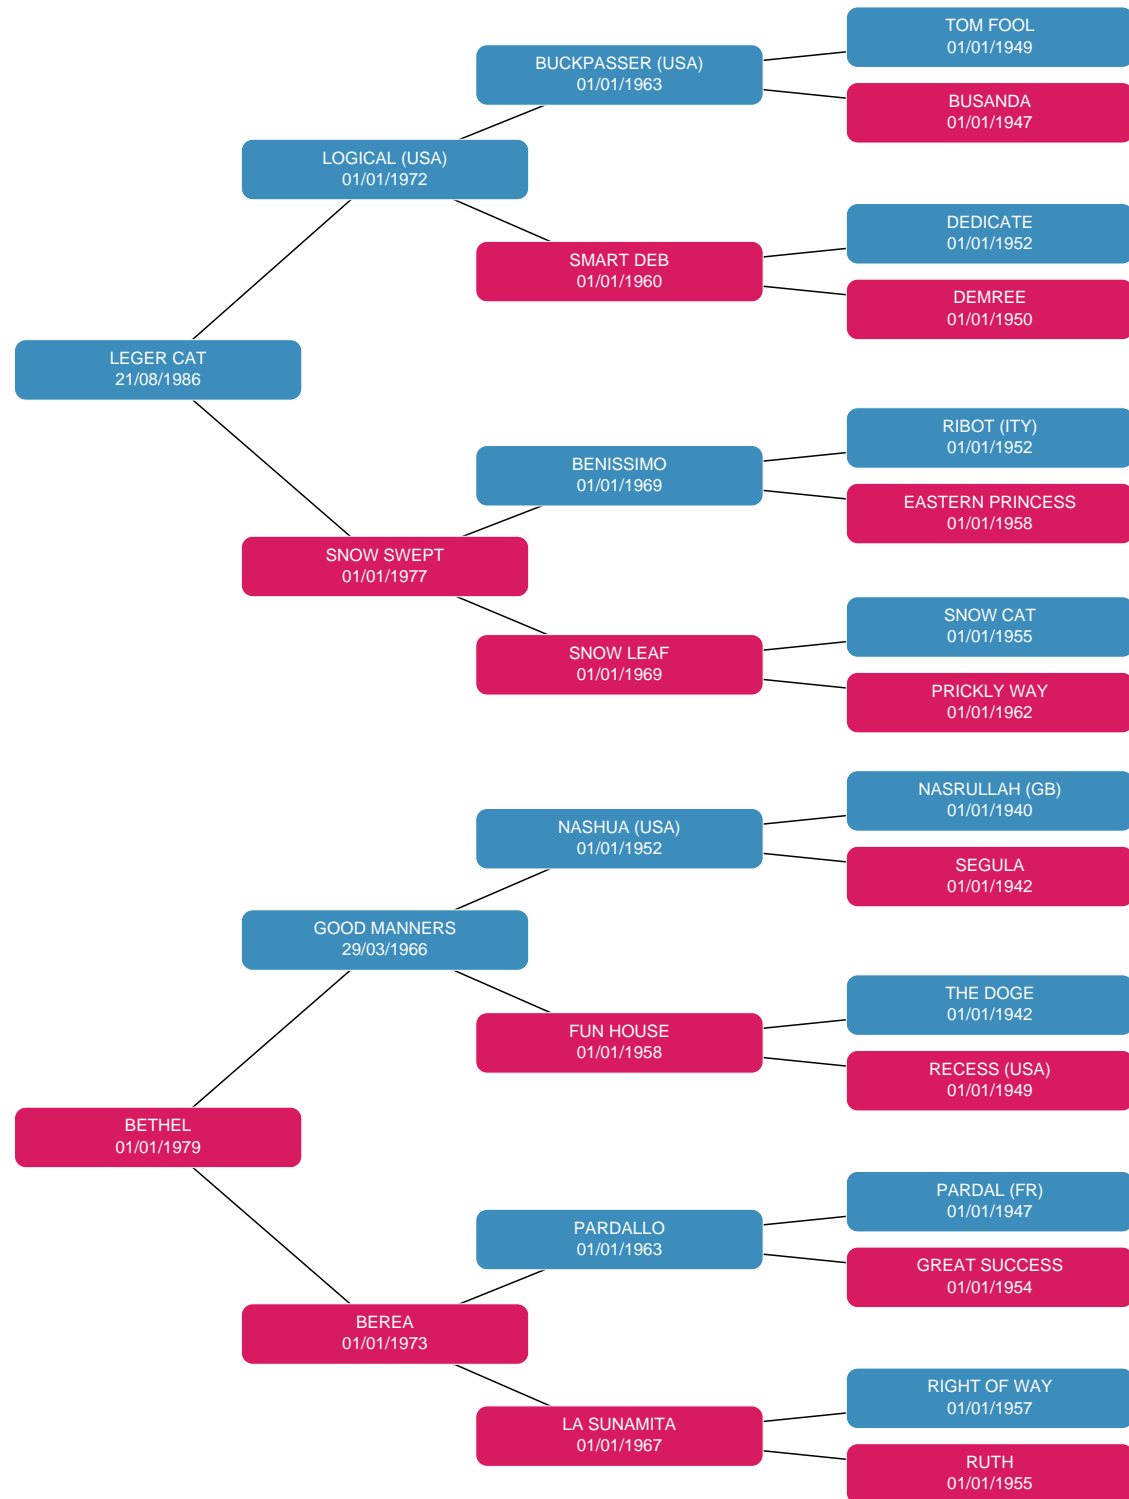 TOM FOOL
01/01/1949
BUCKPASSER (USA)
01/01/1963
BUSANDA
01/01/1947
LOGICAL (USA)
01/01/1972
DEDICATE
01/01/1952
SMART DEB
01/01/1960
DEMREE
01/01/1950
LEGER CAT
21/08/1986
RIBOT (ITY)
01/01/1952
BENISSIMO
01/01/1969
EASTERN PRINCESS
01/01/1958
SNOW SWEPT
01/01/1977
SNOW CAT
01/01/1955
SNOW LEAF
01/01/1969
PRICKLY WAY
01/01/1962
NASRULLAH (GB)
01/01/1940
NASHUA (USA)
01/01/1952
SEGULA
01/01/1942
GOOD MANNERS
29/03/1966
THE DOGE
01/01/1942
FUN HOUSE
01/01/1958
RECESS (USA)
01/01/1949
BETHEL
01/01/1979
PARDAL (FR)
01/01/1947
PARDALLO
01/01/1963
GREAT SUCCESS
01/01/1954
BEREA
01/01/1973
RIGHT OF WAY
01/01/1957
LA SUNAMITA
01/01/1967
RUTH
01/01/1955